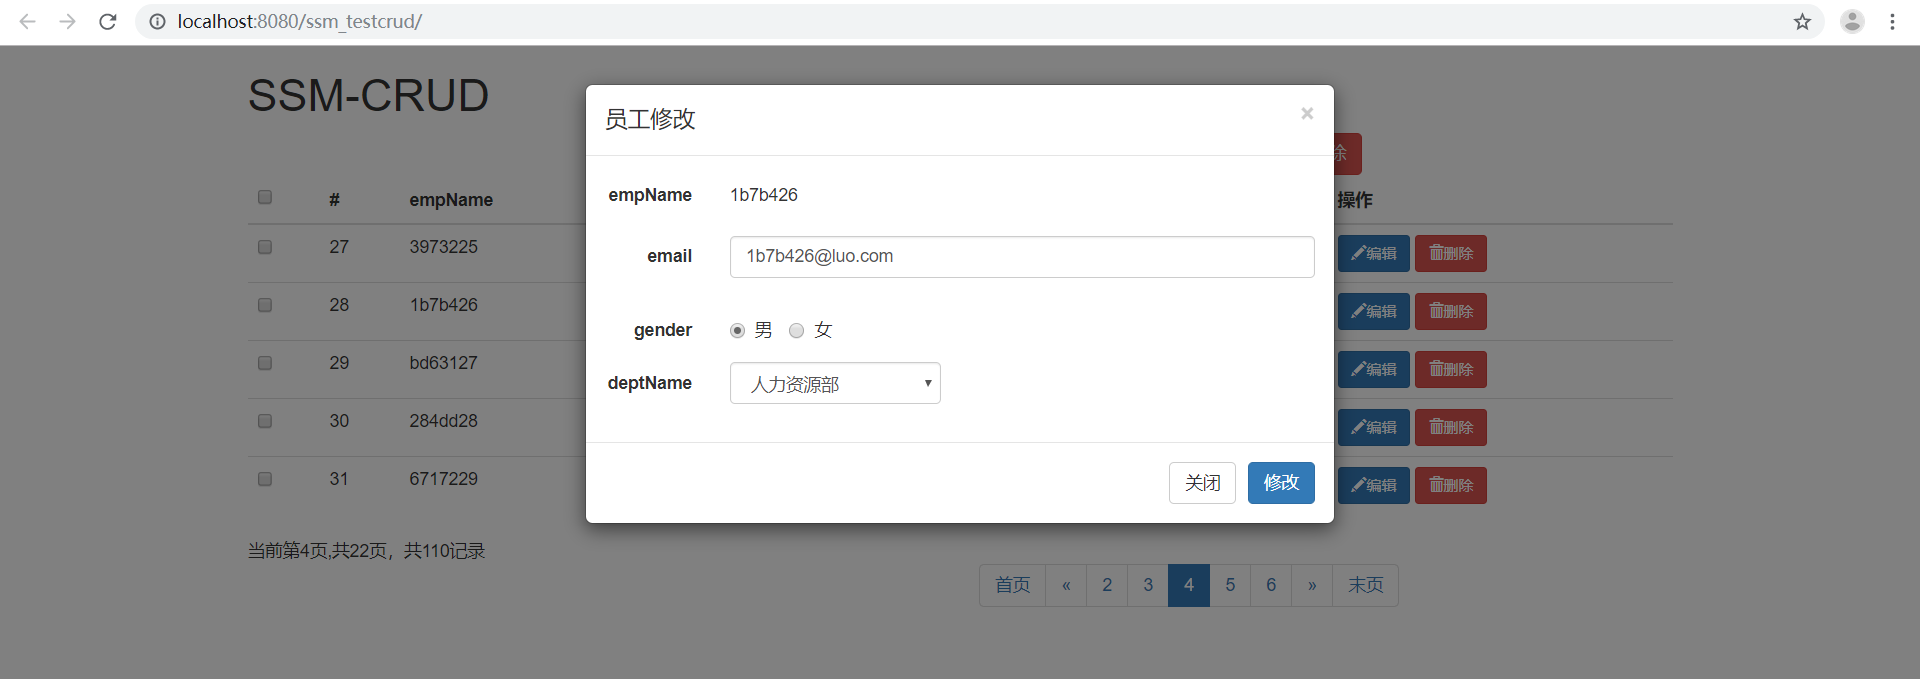 localhost:8080/ssm_testcrud/
SSM-CRUD
员工修改
×
除
# empName 操作
empName 1b7b426
email 1b7b426@luo.com
gender 男 女
deptName 人力资源部
关闭 修改
27 3973225 编辑 删除
28 1b7b426 编辑 删除
29 bd63127 编辑 删除
30 284dd28 编辑 删除
31 6717229 编辑 删除
当前第4页,共22页，共110记录
首页 « 2 3 4 5 6 » 末页